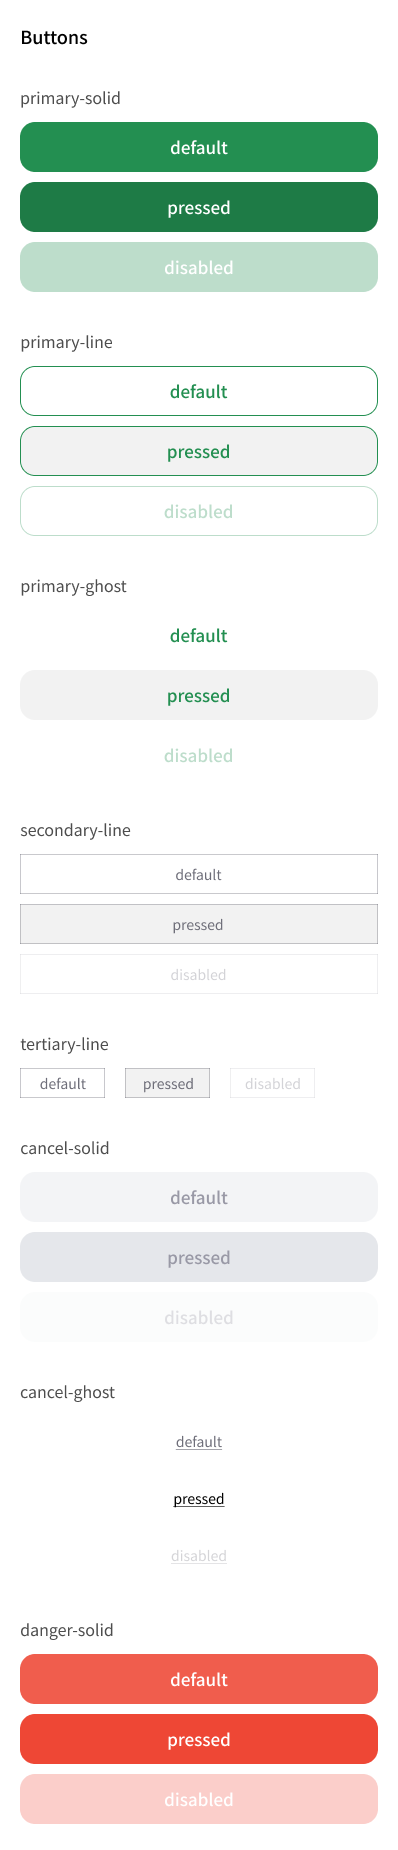 Buttons
primary-solid
default
pressed
disabled
primary-line
default
pressed
disabled
primary-ghost
default
pressed
disabled
secondary-line
default
pressed
disabled
tertiary-line
default pressed disabled
cancel-solid
default
pressed
disabled
cancel-ghost
default
pressed
disabled
danger-solid
default
pressed
disabled